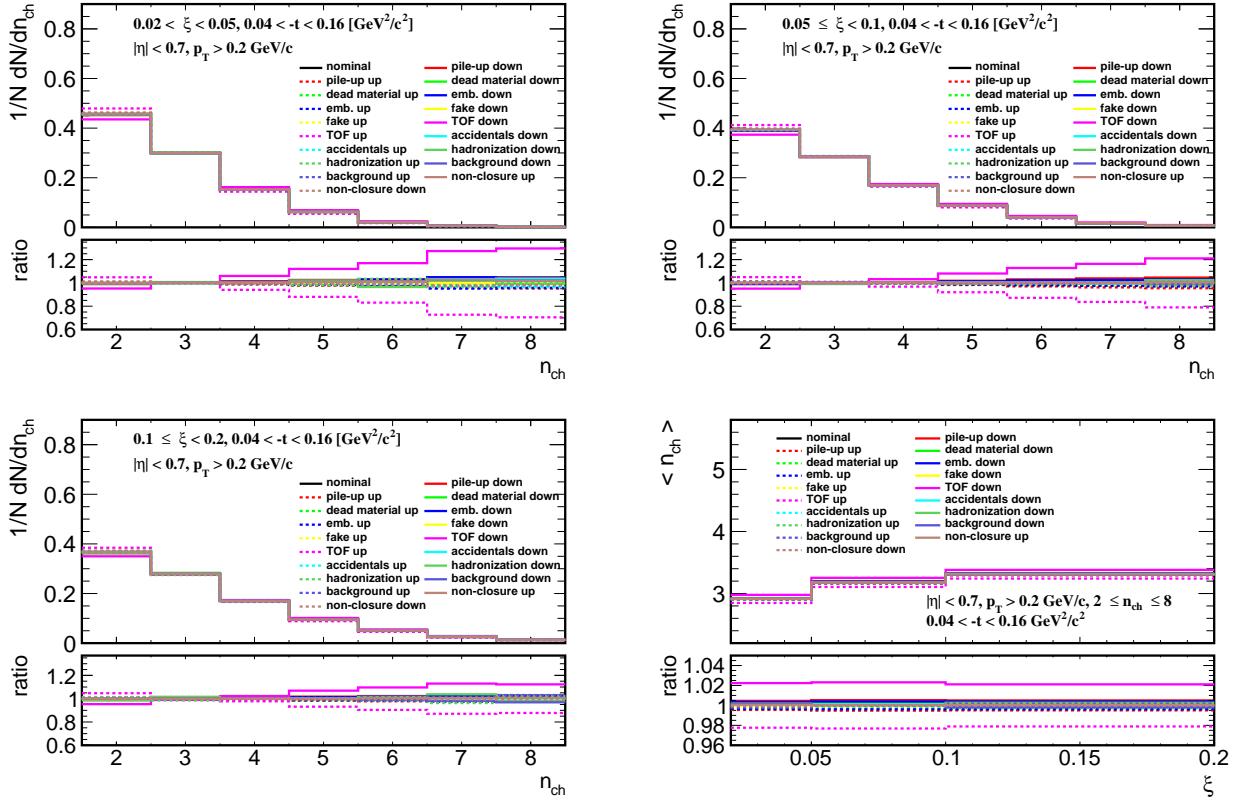 0.02 < ξ < 0.05, 0.04 < -t < 0.16 [GeV²/c²]
|η| < 0.7, p_T > 0.2 GeV/c
1/N dN/dn_ch
0.8
0.6
0.4
0.2
0
nominal
pile-up down
pile-up up
dead material down
dead material up
emb. down
emb. up
fake down
fake up
TOF down
TOF up
accidentals down
accidentals up
hadronization down
hadronization up
background down
background up
non-closure up
non-closure down
ratio
1.2
1
0.8
0.6
2 3 4 5 6 7 8
n_ch
0.05 ≤ ξ < 0.1, 0.04 < -t < 0.16 [GeV²/c²]
|η| < 0.7, p_T > 0.2 GeV/c
1/N dN/dn_ch
0.8
0.6
0.4
0.2
0
nominal
pile-up down
pile-up up
dead material down
dead material up
emb. down
emb. up
fake down
fake up
TOF down
TOF up
accidentals down
accidentals up
hadronization down
hadronization up
background down
background up
non-closure up
non-closure down
ratio
1.2
1
0.8
0.6
2 3 4 5 6 7 8
n_ch
0.1 ≤ ξ < 0.2, 0.04 < -t < 0.16 [GeV²/c²]
|η| < 0.7, p_T > 0.2 GeV/c
1/N dN/dn_ch
0.8
0.6
0.4
0.2
0
nominal
pile-up down
pile-up up
dead material down
dead material up
emb. down
emb. up
fake down
fake up
TOF down
TOF up
accidentals down
accidentals up
hadronization down
hadronization up
background down
background up
non-closure up
non-closure down
ratio
1.2
1
0.8
0.6
2 3 4 5 6 7 8
n_ch
< n_ch >
5
4
3
nominal
pile-up down
pile-up up
dead material down
dead material up
emb. down
emb. up
fake down
fake up
TOF down
TOF up
accidentals down
accidentals up
hadronization down
hadronization up
background down
background up
non-closure up
non-closure down
|η| < 0.7, p_T > 0.2 GeV/c, 2 ≤ n_ch ≤ 8
0.04 < -t < 0.16 GeV²/c²
ratio
1.04
1.02
1
0.98
0.96
0.05 0.1 0.15 0.2
ξ